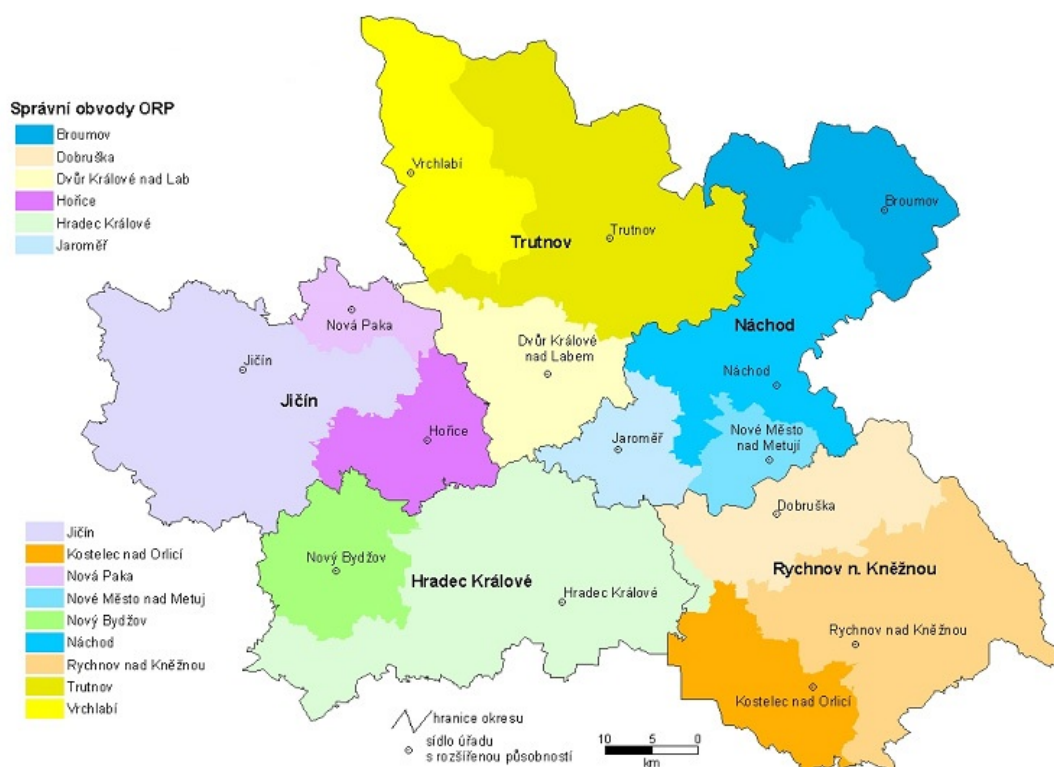 Správní obvody ORP
Broumov
Dobruška
Dvůr Králové nad Lab
Hořice
Hradec Králové
Jaroměř
Vrchlabí
Trutnov
Trutnov
Broumov
Nová Paka
Jičín
Jičín
Hořice
Dvůr Králové
nad Labem
Náchod
Náchod
Jaroměř
Nové Město
nad Metují
Dobruška
Nový Bydžov
Hradec Králové
Hradec Králové
Rychnov n. Kněžnou
Rychnov nad Kněžnou
Kostelec nad Orlicí
Jičín
Kostelec nad Orlicí
Nová Paka
Nové Město nad Metuj
Nový Bydžov
Náchod
Rychnov nad Kněžnou
Trutnov
Vrchlabí
hranice okresu
sídlo úřadu
s rozšířenou působností
10 5 0
km